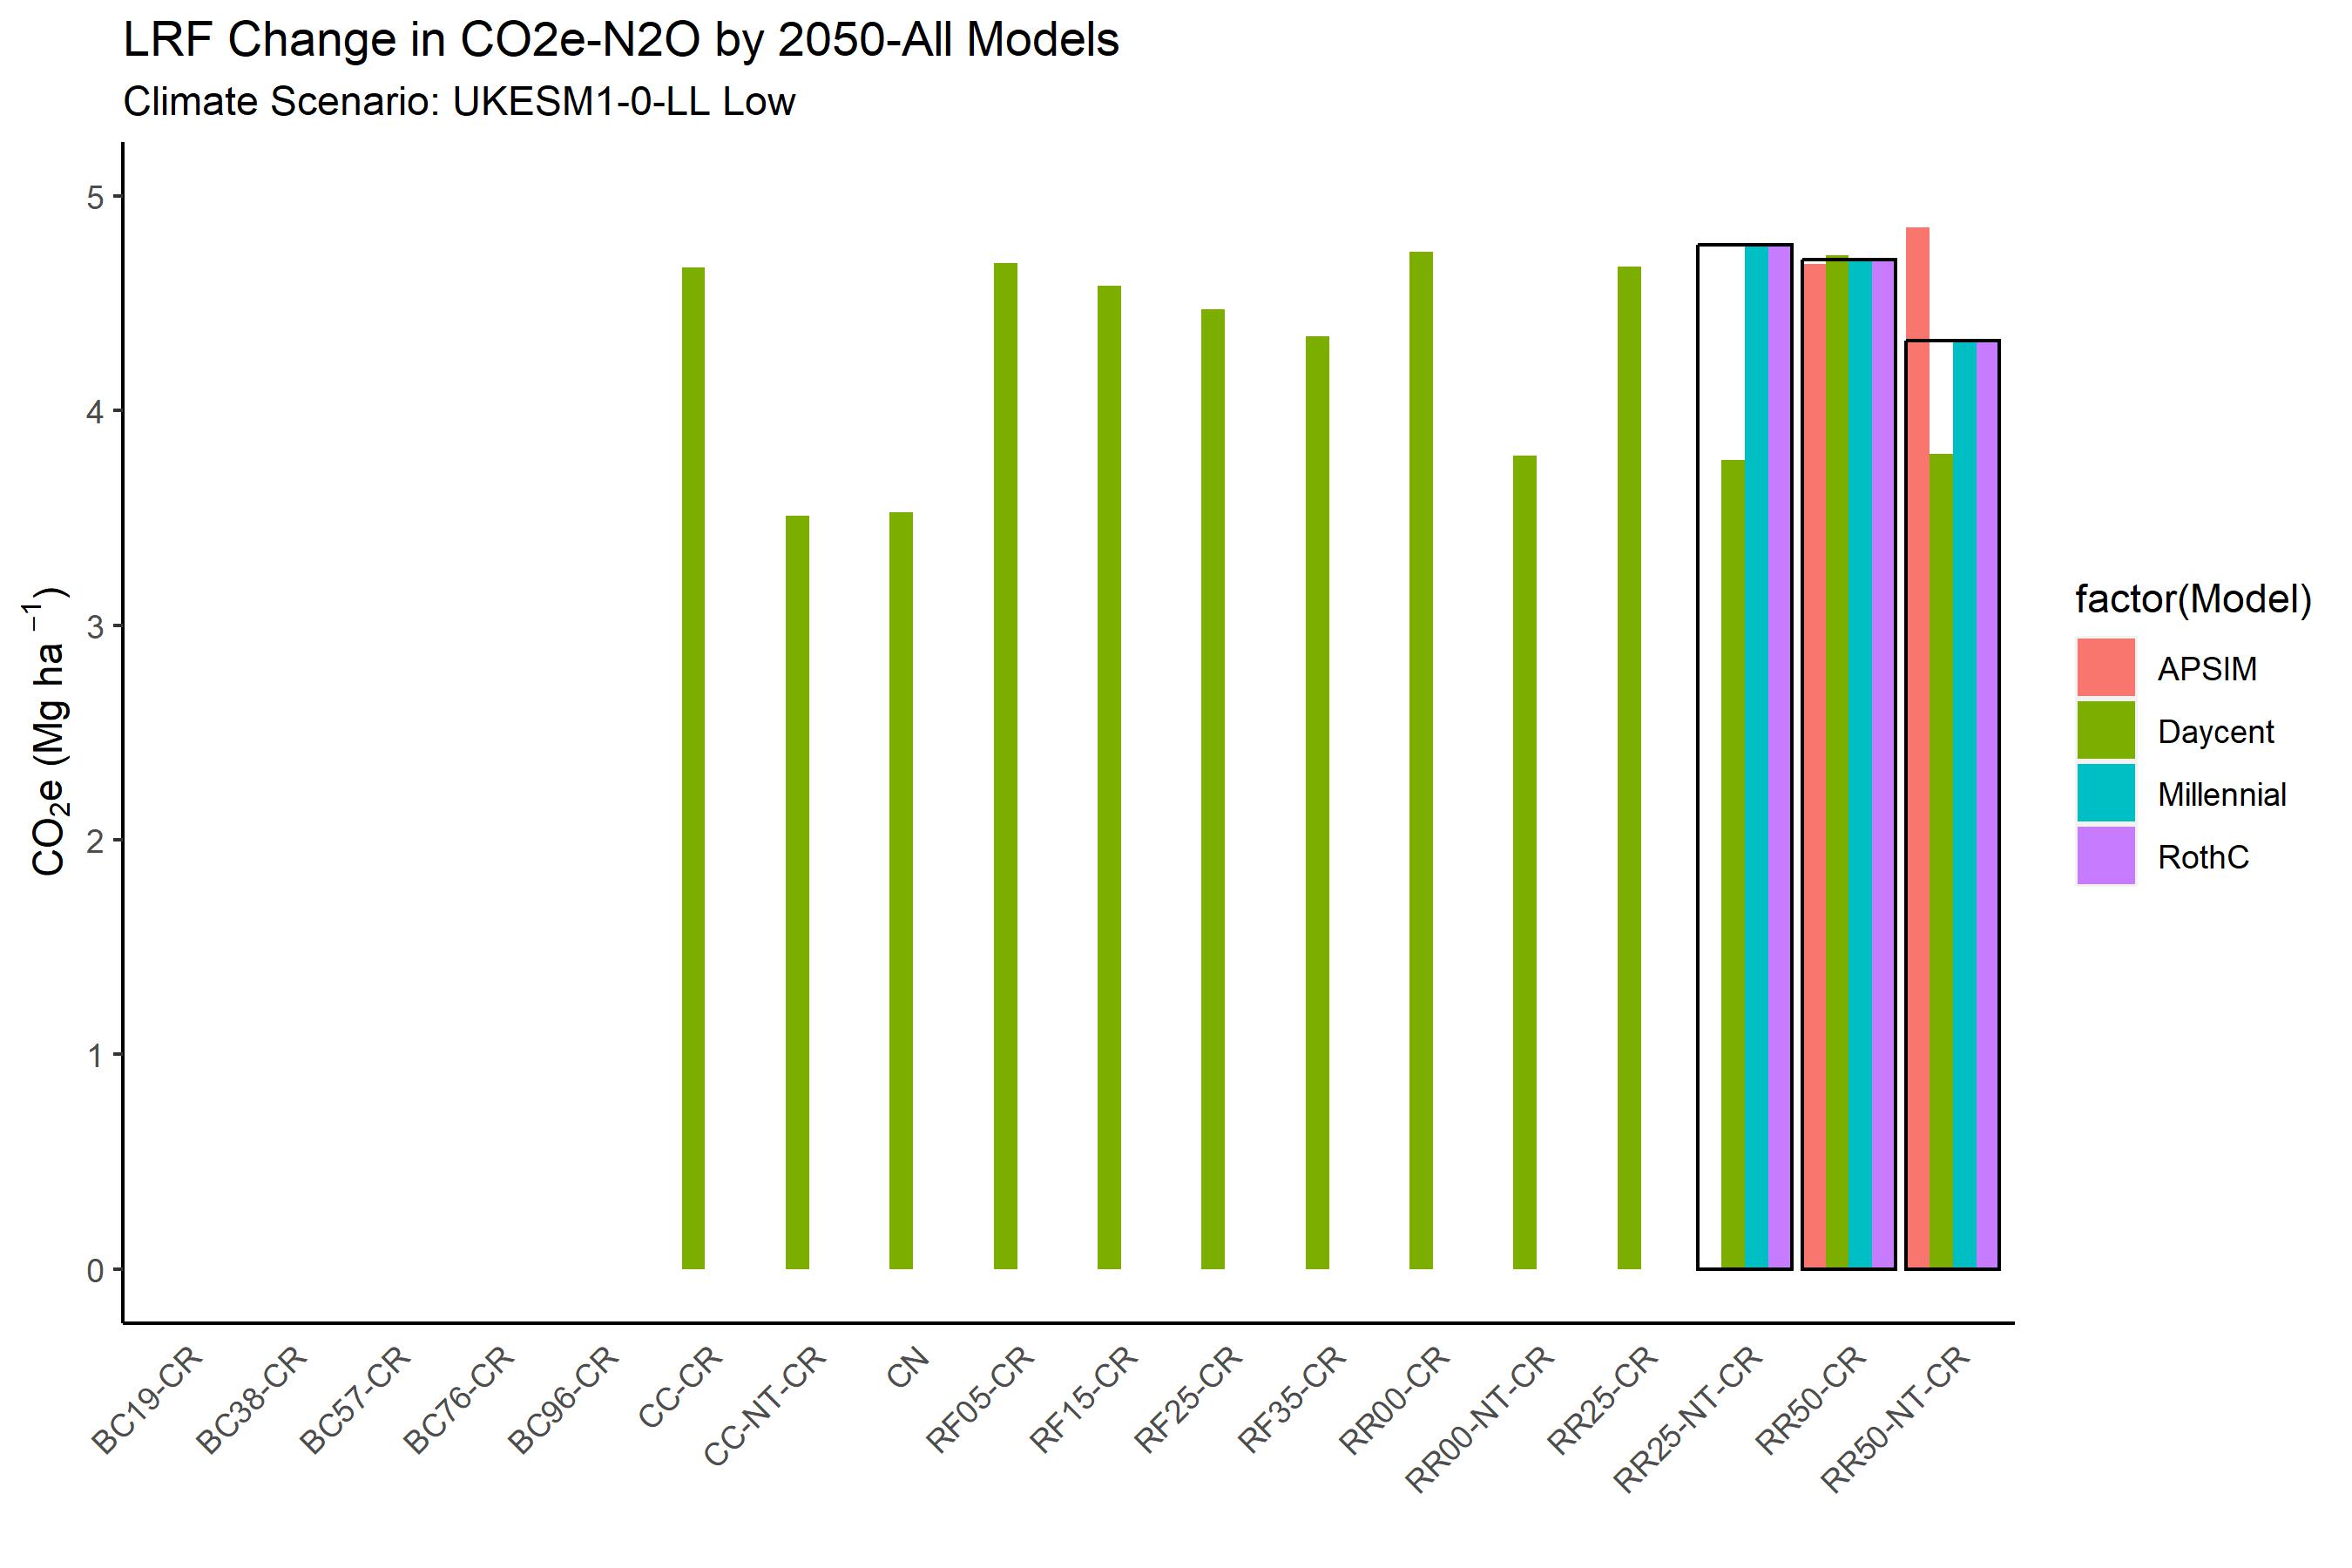 LRF Change in CO2e-N2O by 2050-All Models
Climate Scenario: UKESM1-0-LL Low
CO₂e (Mg ha ⁻¹)
5
4
3
2
1
0
BC19-CR
BC38-CR
BC57-CR
BC76-CR
BC96-CR
CC-CR
CC-NT-CR
CN
RF05-CR
RF15-CR
RF25-CR
RF35-CR
RR00-CR
RR00-NT-CR
RR25-CR
RR25-NT-CR
RR50-CR
RR50-NT-CR
factor(Model)
APSIM
Daycent
Millennial
RothC